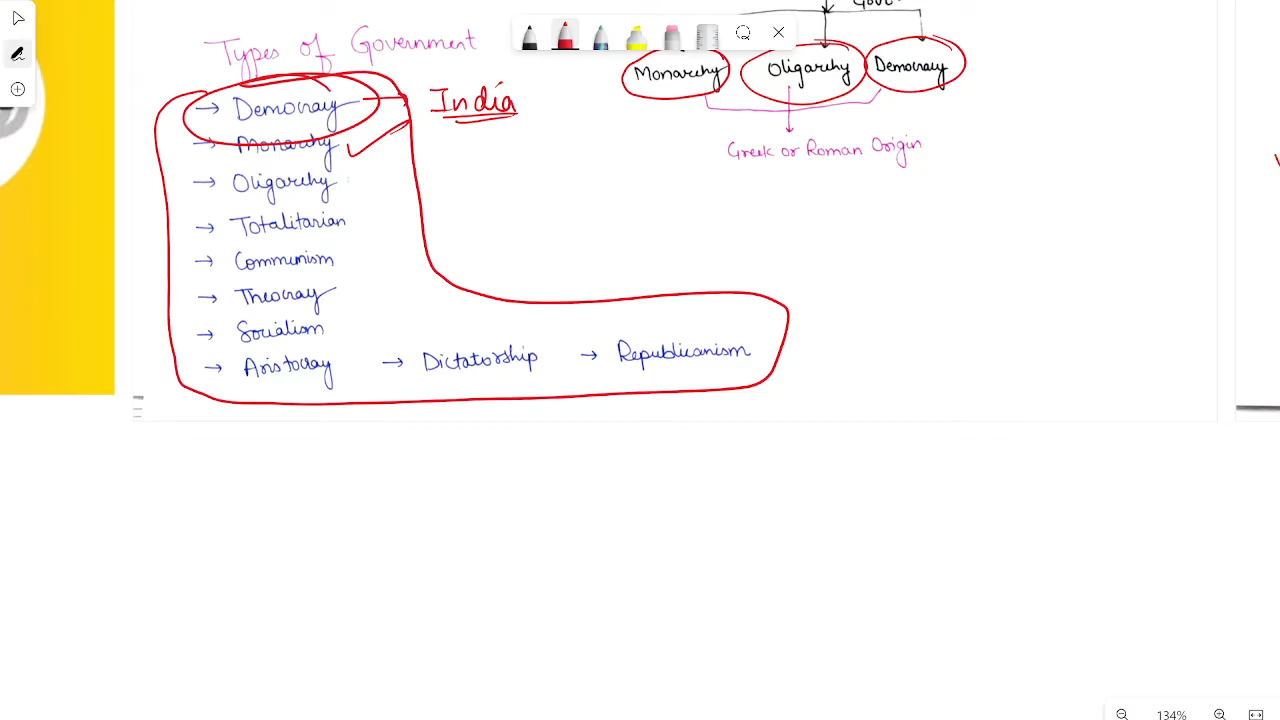 Types of Government
→ Democracy India
→ Monarchy
→ Oligarchy
→ Totalitarian
→ Communism
→ Theocracy
→ Socialism
→ Aristocracy → Dictatorship → Republicanism
Monarchy Oligarchy Democracy
Greek or Roman Origin
134%